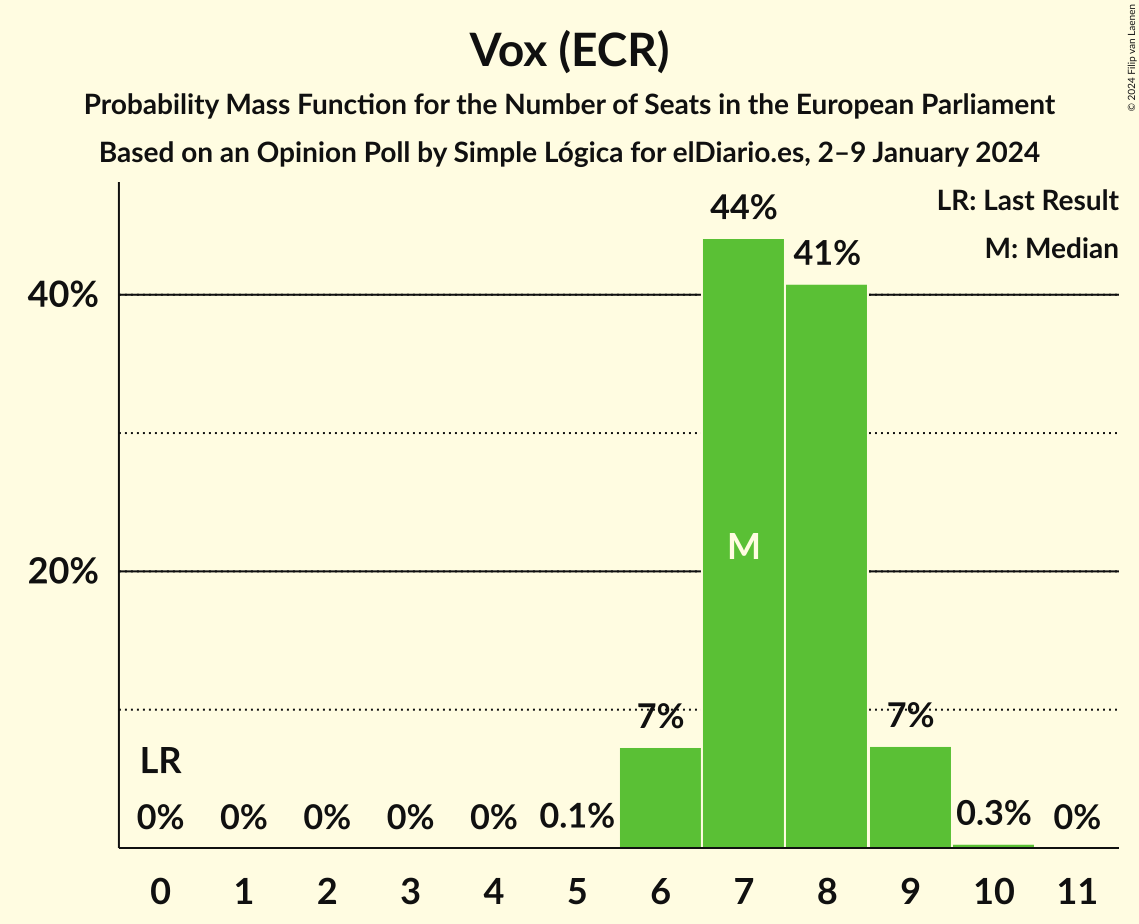 Vox (ECR)
Probability Mass Function for the Number of Seats in the European Parliament
Based on an Opinion Poll by Simple Lógica for elDiario.es, 2–9 January 2024
© 2024 Filip van Laenen
LR: Last Result
M: Median
40%
20%
44%
41%
M
7%
7%
LR
0% 0% 0% 0% 0% 0.1% 0.3% 0%
0 1 2 3 4 5 6 7 8 9 10 11